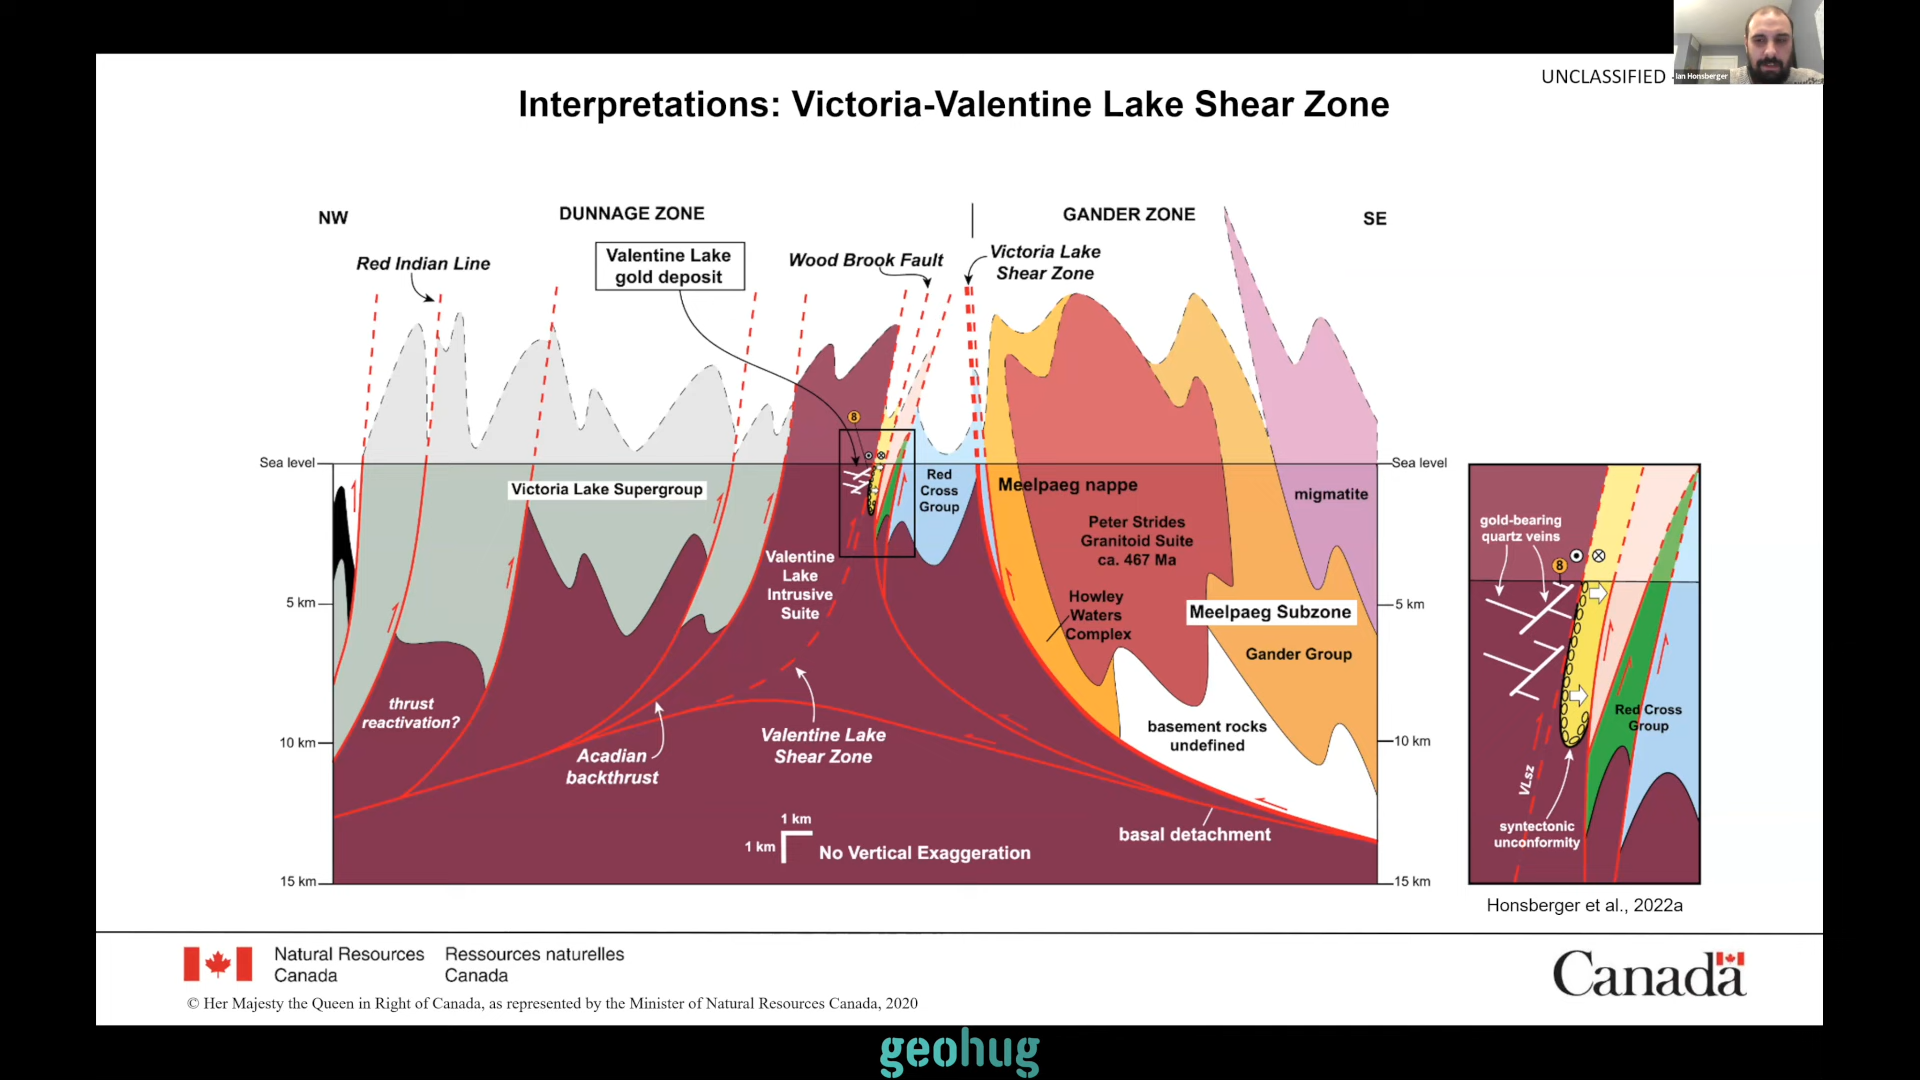 UNCLASSIFIED -
Ian Honsberger
Interpretations: Victoria-Valentine Lake Shear Zone
NW
DUNNAGE ZONE
GANDER ZONE
SE
Red Indian Line
Valentine Lake
gold deposit
Wood Brook Fault
Victoria Lake
Shear Zone
8
Sea level
Sea level
Victoria Lake Supergroup
Red
Cross
Group
Meelpaeg nappe
migmatite
Peter Strides
Granitoid Suite
ca. 467 Ma
Valentine
Lake
Intrusive
Suite
5 km
5 km
Howley
Waters
Complex
Meelpaeg Subzone
Gander Group
thrust
reactivation?
10 km
10 km
Acadian
backthrust
Valentine Lake
Shear Zone
basement rocks
undefined
1 km
1 km
No Vertical Exaggeration
basal detachment
15 km
15 km
gold-bearing
quartz veins
8
Red Cross
Group
VLsz
syntectonic
unconformity
Honsberger et al., 2022a
Natural Resources
Canada
Ressources naturelles
Canada
Canada
© Her Majesty the Queen in Right of Canada, as represented by the Minister of Natural Resources Canada, 2020
geohug